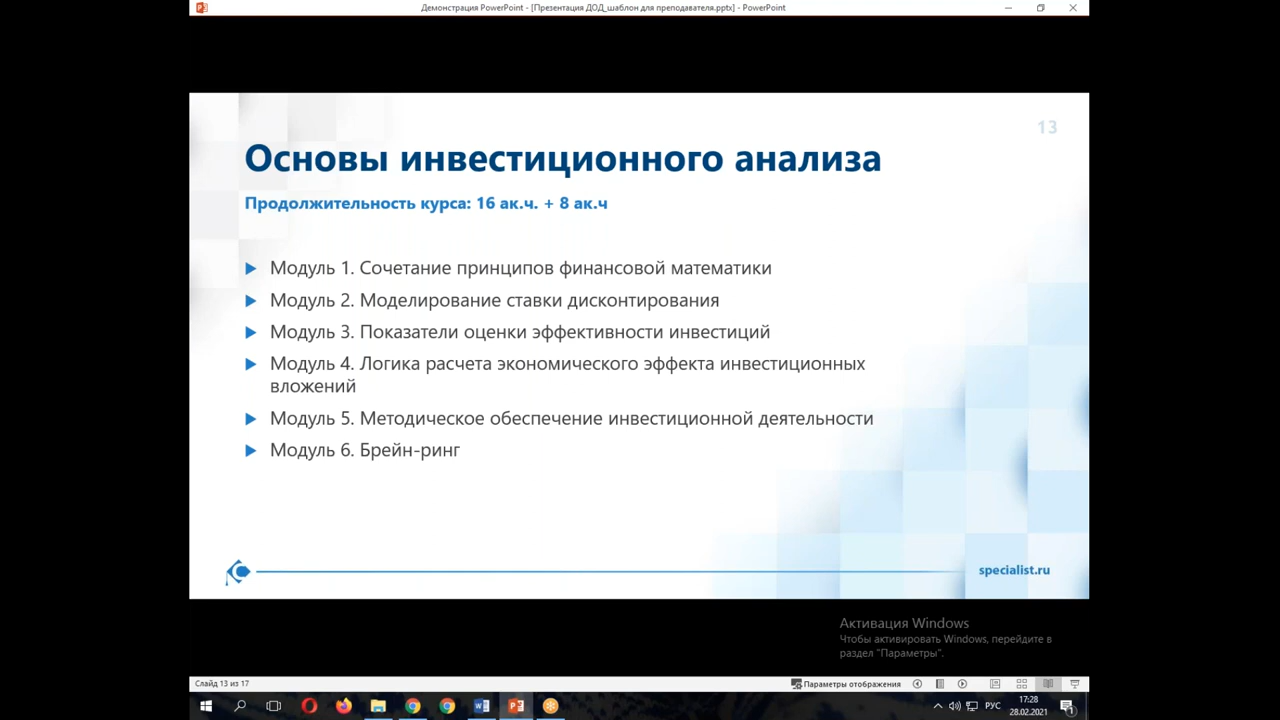 Демонстрация PowerPoint - [Презентация ДОД_шаблон для преподавателя.pptx] - PowerPoint
13
Основы инвестиционного анализа
Продолжительность курса: 16 ак.ч. + 8 ак.ч
Модуль 1. Сочетание принципов финансовой математики
Модуль 2. Моделирование ставки дисконтирования
Модуль 3. Показатели оценки эффективности инвестиций
Модуль 4. Логика расчета экономического эффекта инвестиционных
вложений
Модуль 5. Методическое обеспечение инвестиционной деятельности
Модуль 6. Брейн-ринг
specialist.ru
Активация Windows
Чтобы активировать Windows, перейдите в
раздел "Параметры".
Слайд 13 из 17
Параметры отображения
РУС
17:28
28.02.2021
1